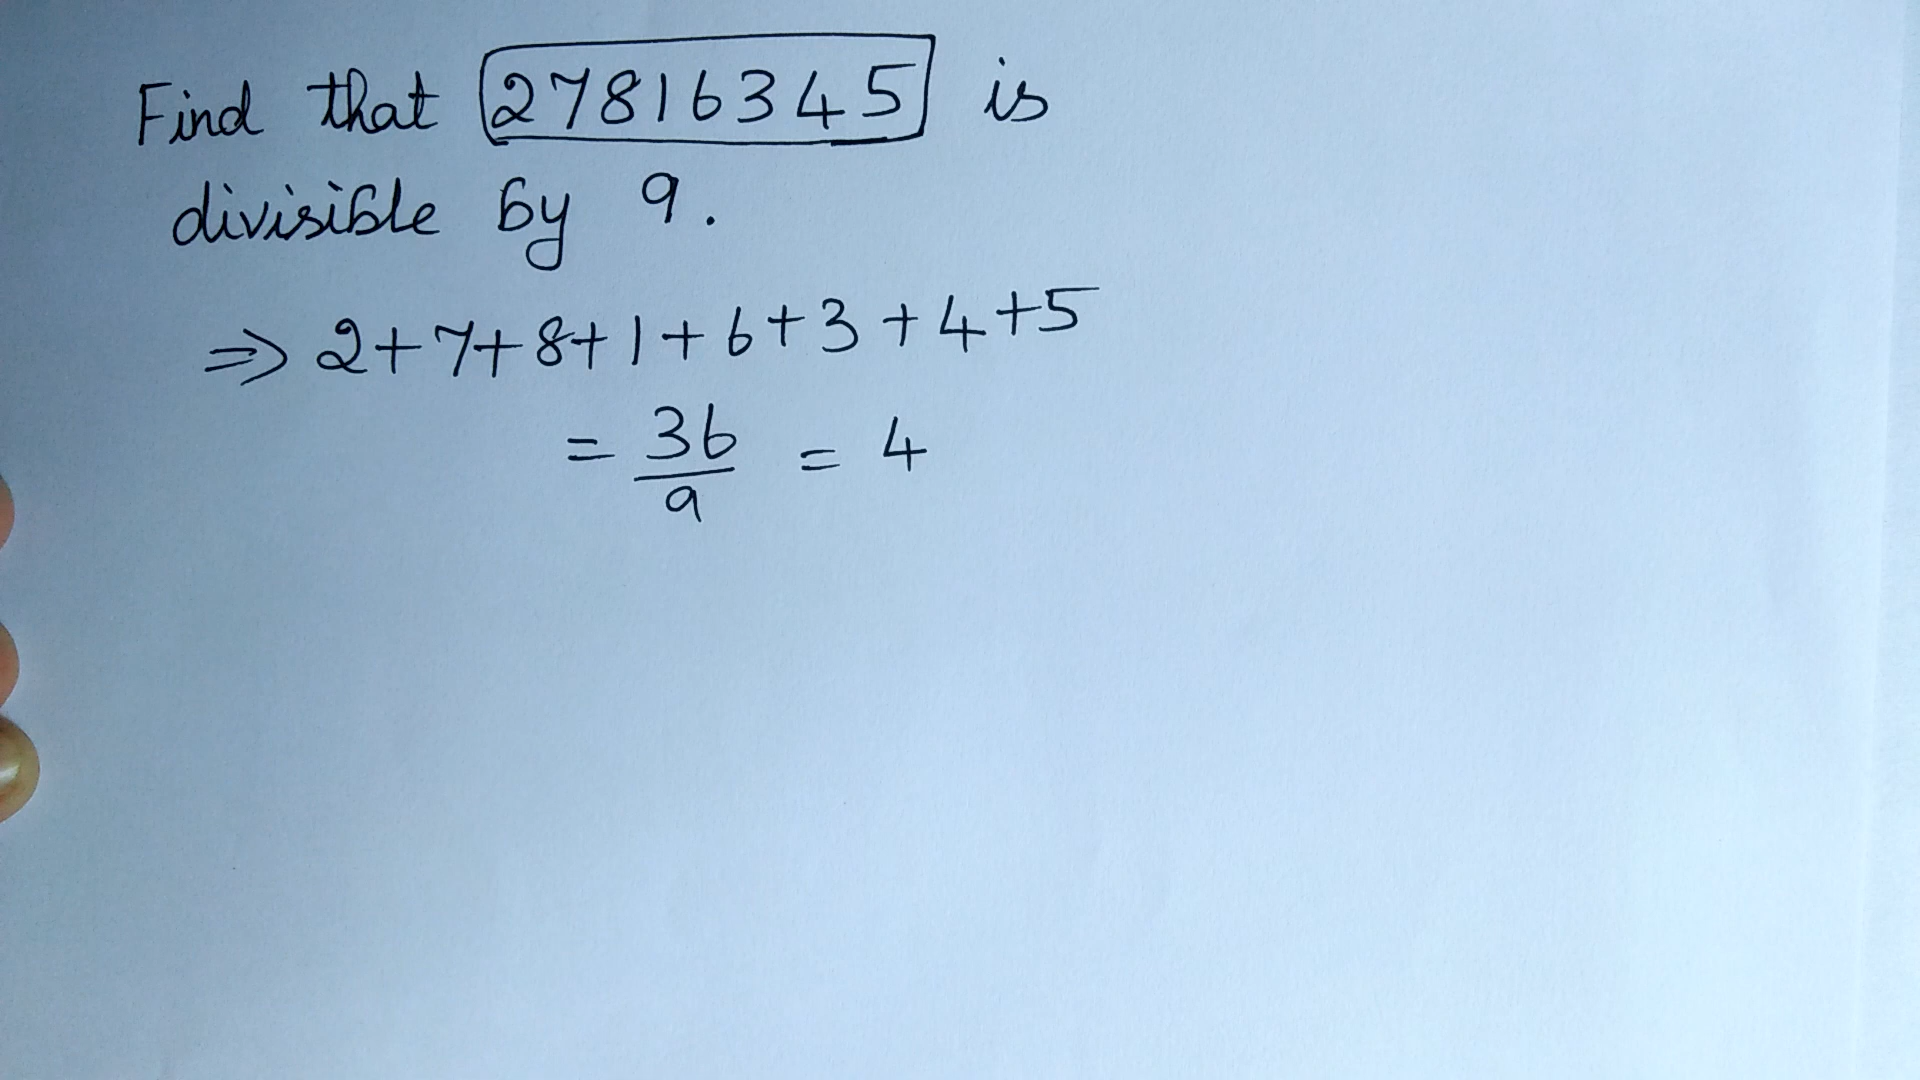 Find that 27816345 is
divisible by 9.
⇒ 2+7+8+1+6+3+4+5
= 36/9 = 4